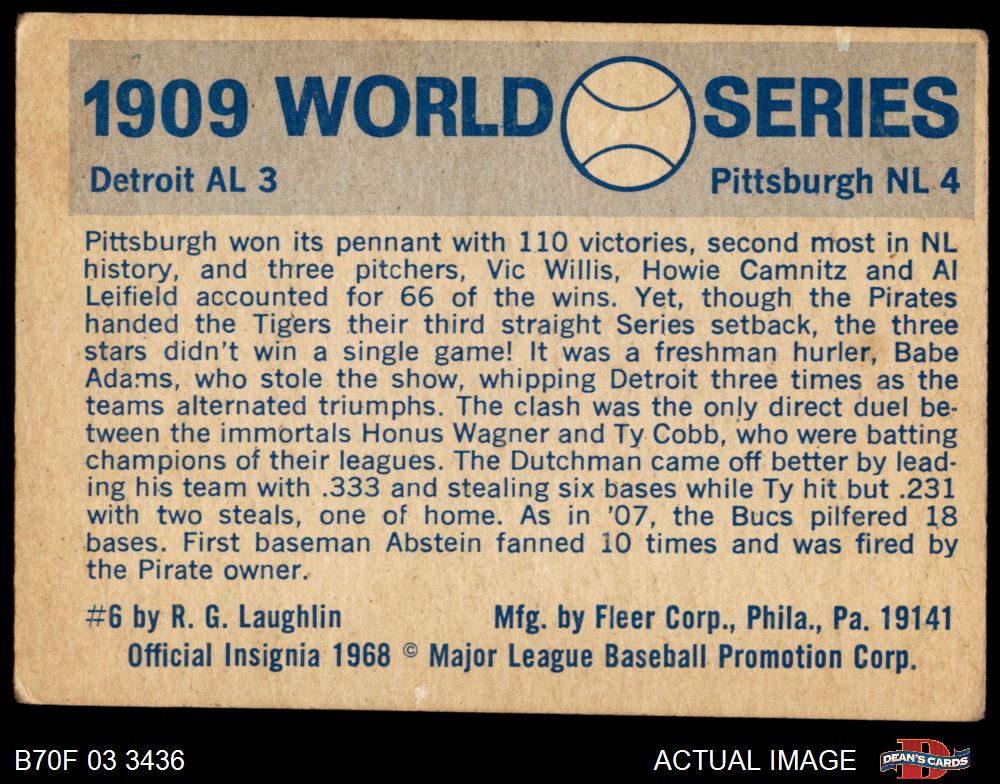 1909 WORLD SERIES
Detroit AL 3 Pittsburgh NL 4
Pittsburgh won its pennant with 110 victories, second most in NL
history, and three pitchers, Vic Willis, Howie Camnitz and Al
Leifield accounted for 66 of the wins. Yet, though the Pirates
handed the Tigers their third straight Series setback, the three
stars didn't win a single game! It was a freshman hurler, Babe
Adams, who stole the show, whipping Detroit three times as the
teams alternated triumphs. The clash was the only direct duel be-
tween the immortals Honus Wagner and Ty Cobb, who were batting
champions of their leagues. The Dutchman came off better by lead-
ing his team with .333 and stealing six bases while Ty hit but .231
with two steals, one of home. As in '07, the Bucs pilfered 18
bases. First baseman Abstein fanned 10 times and was fired by
the Pirate owner.
#6 by R. G. Laughlin Mfg. by Fleer Corp., Phila., Pa. 19141
Official Insignia 1968 © Major League Baseball Promotion Corp.
B70F 03 3436 ACTUAL IMAGE D DEAN'S CARDS